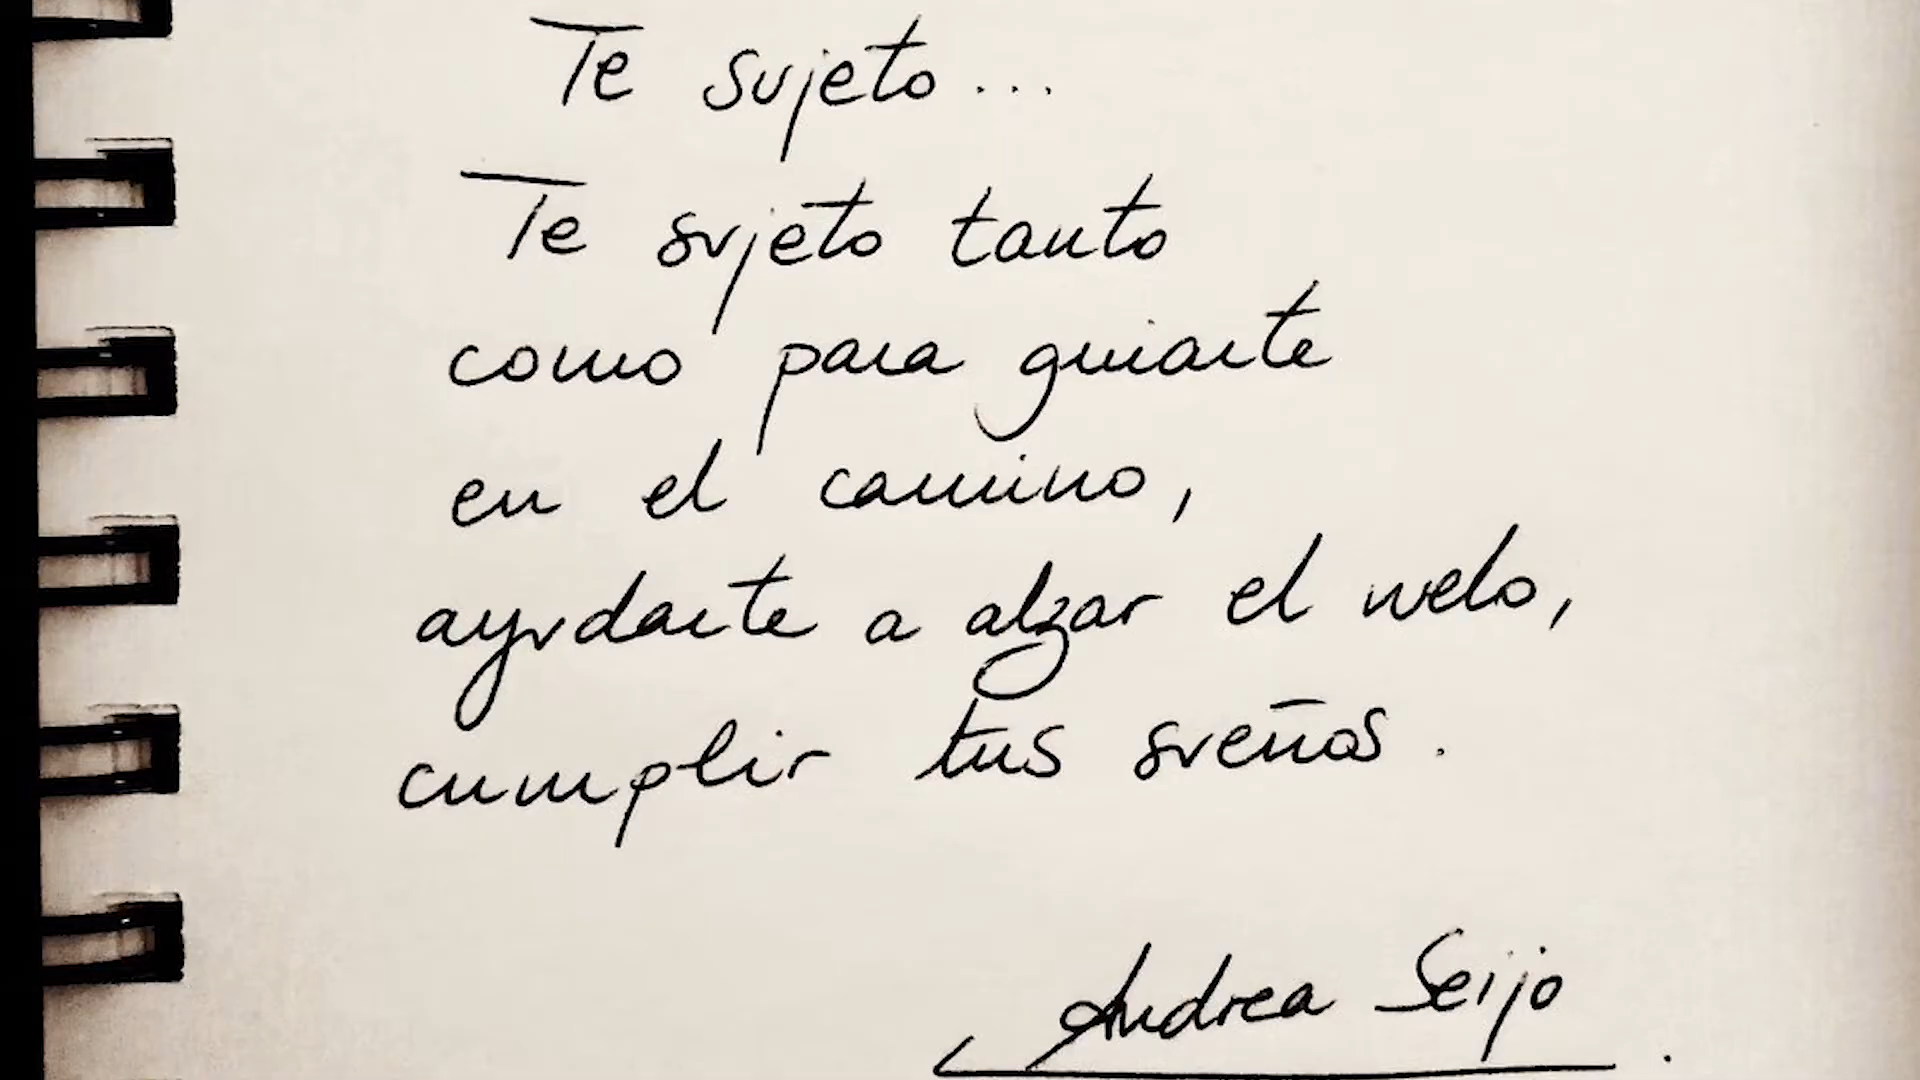 Te sujeto...
Te sujeto tanto
como para guiarte
en el camino,
ayudarte a alzar el vuelo,
cumplir tus sueños.
Andrea Seijo